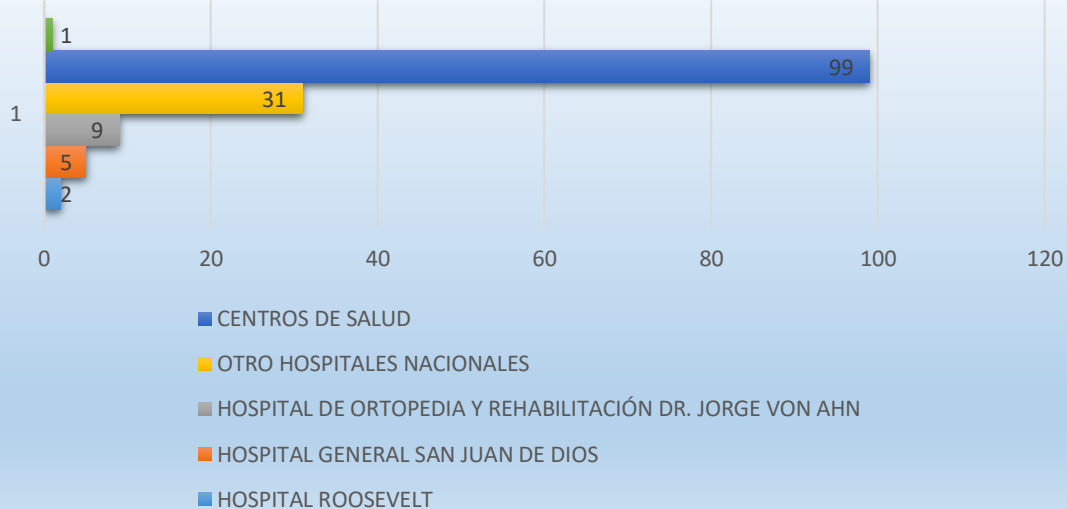 1
99
31
1
9
5
2
0 20 40 60 80 100 120
CENTROS DE SALUD
OTRO HOSPITALES NACIONALES
HOSPITAL DE ORTOPEDIA Y REHABILITACIÓN DR. JORGE VON AHN
HOSPITAL GENERAL SAN JUAN DE DIOS
HOSPITAL ROOSEVELT